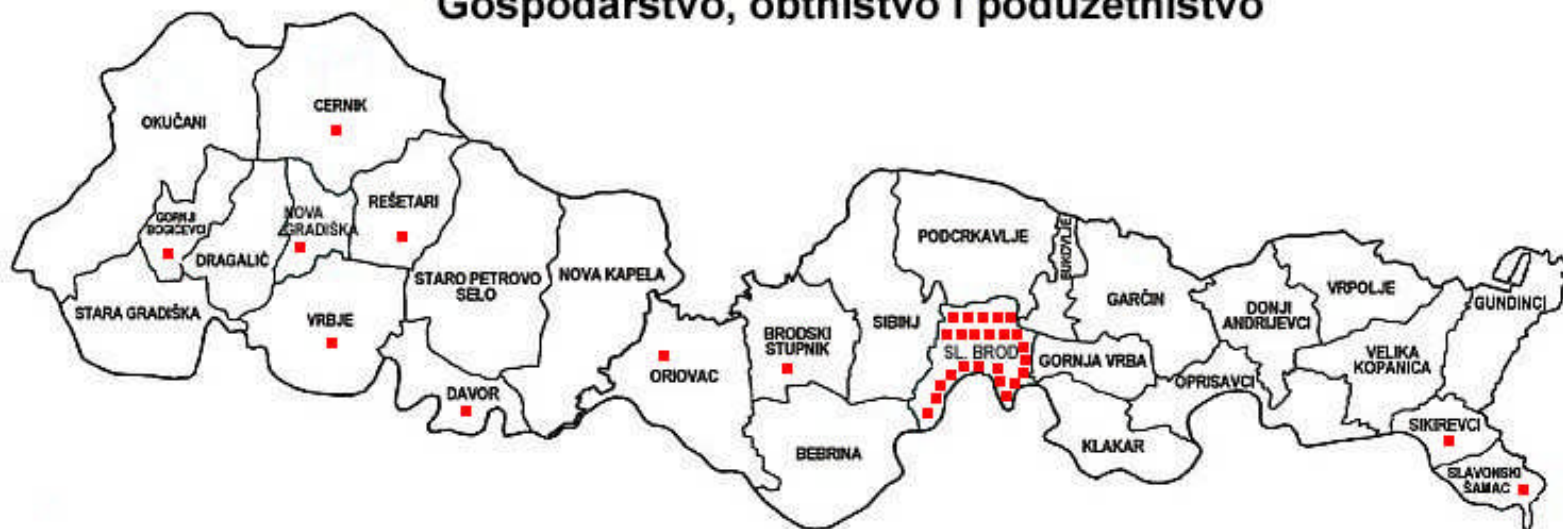 Gospodarstvo, obtništvo i poduzetništvo
OKUČANI
CERNIK
GORNJI
BOGIĆEVCI
DRAGALIĆ
NOVA
GRADIŠKA
REŠETARI
STARA GRADIŠKA
VRBJE
STARO PETROVO
SELO
NOVA KAPELA
DAVOR
ORIOVAC
BRODSKI
STUPNIK
SIBINJ
BEBRINA
PODCRKAVLJE
BUKOVLJE
SL. BROD
GARČIN
GORNJA VRBA
KLAKAR
OPRISAVCI
DONJI
ANDRIJEVCI
VRPOLJE
VELIKA
KOPANICA
GUNDINCI
SIKIREVCI
SLAVONSKI
ŠAMAC